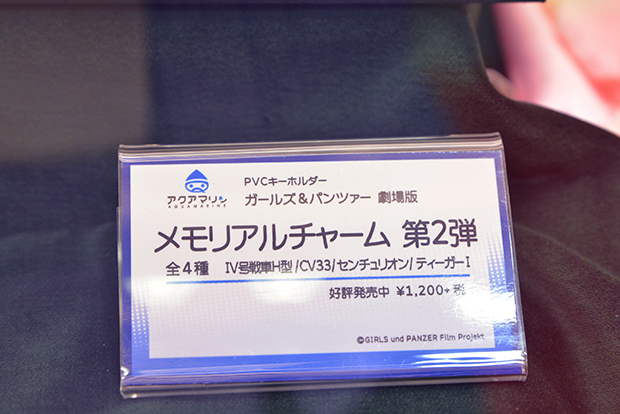 アクアマリン
AQUAMARINE
PVCキーホルダー
ガールズ&パンツァー 劇場版
メモリアルチャーム 第2弾
全4種 IV号戦車H型/CV33/センチュリオン/ティーガーI
好評発売中 ¥1,200+税
©GIRLS und PANZER Film Projekt